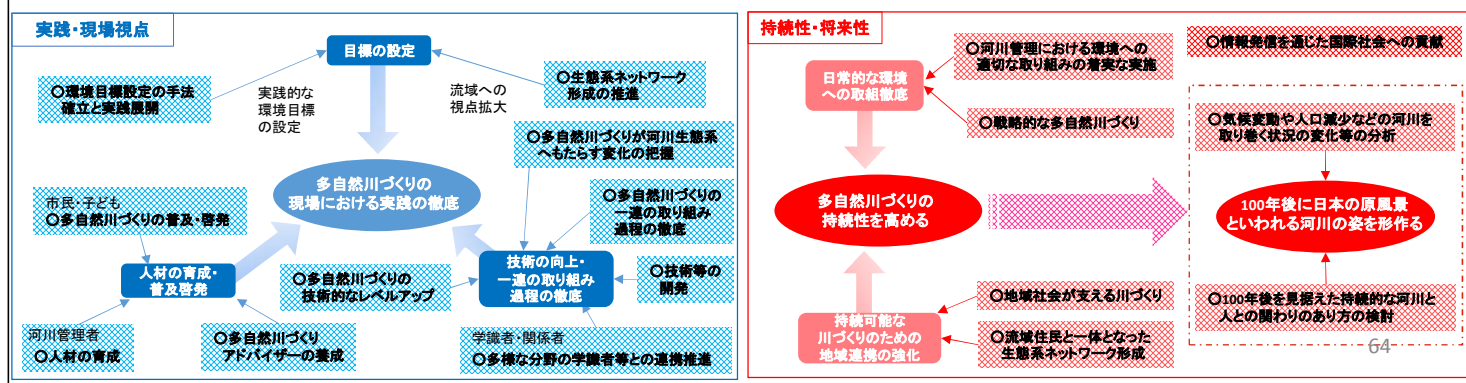 実践・現場視点
目標の設定
○環境目標設定の手法
確立と実践展開
実践的な
環境目標
の設定
流域への
視点拡大
○生態系ネットワーク
形成の推進
○多自然川づくりが河川生態系
へもたらす変化の把握
多自然川づくりの
現場における実践の徹底
○多自然川づくりの
一連の取り組み
過程の徹底
市民・子ども
○多自然川づくりの普及・啓発
人材の育成・
普及啓発
○多自然川づくりの
技術的なレベルアップ
技術の向上・
一連の取り組み
過程の徹底
○技術等の
開発
河川管理者
○人材の育成
○多自然川づくり
アドバイザーの養成
学識者・関係者
○多様な分野の学識者等との連携推進
持続性・将来性
日常的な環境
への取組徹底
○河川管理における環境への
適切な取り組みの着実な実施
○戦略的な多自然川づくり
○情報発信を通じた国際社会への貢献
○気候変動や人口減少などの河川を
取り巻く状況の変化等の分析
多自然川づくりの
持続性を高める
100年後に日本の原風景
といわれる河川の姿を形作る
○地域社会が支える川づくり
持続可能な
川づくりのための
地域連携の強化
○流域住民と一体となった
生態系ネットワーク形成
○100年後を見据えた持続的な河川と
人との関わりのあり方の検討
64